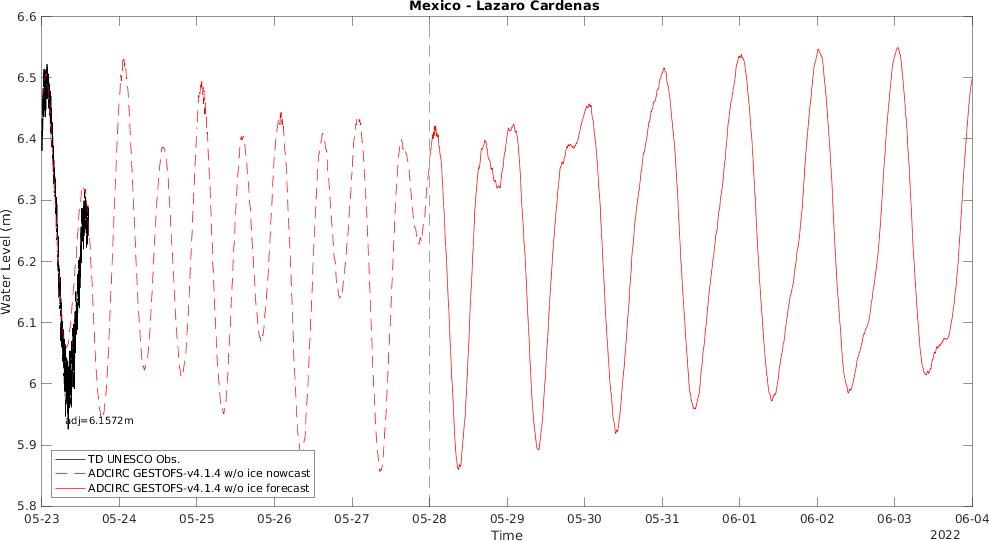 Mexico - Lazaro Cardenas
6.6
6.5
6.4
6.3
6.2
6.1
6
5.9
5.8
Water Level (m)
adj=6.1572m
TD UNESCO Obs.
ADCIRC GESTOFS-v4.1.4 w/o ice nowcast
ADCIRC GESTOFS-v4.1.4 w/o ice forecast
05-23 05-24 05-25 05-26 05-27 05-28 05-29 05-30 05-31 06-01 06-02 06-03 06-04
Time
2022